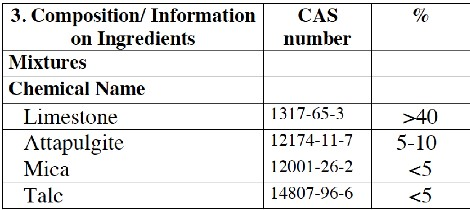 3. Composition/ Information on Ingredients CAS number %
Mixtures
Chemical Name
Limestone 1317-65-3 >40
Attapulgite 12174-11-7 5-10
Mica 12001-26-2 <5
Talc 14807-96-6 <5